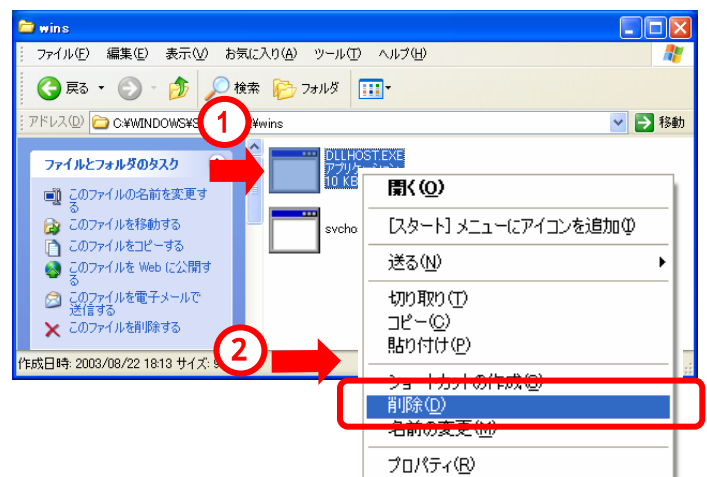 wins
ファイル(F) 編集(E) 表示(V) お気に入り(A) ツール(T) ヘルプ(H)
戻る 検索 フォルダ
アドレス(D) C:¥WINDOWS¥S ¥wins 移動
1
ファイルとフォルダのタスク
このファイルの名前を変更す
る
このファイルを移動する
このファイルをコピーする
このファイルを Web に公開す
る
このファイルを電子メールで
送信する
このファイルを削除する
DLLHOST.EXE
アプリケーション
10 KB
svcho
開く(O)
[スタート] メニューにアイコンを追加(I)
送る(N)
切り取り(T)
コピー(C)
貼り付け(P)
ショートカットの作成(S)
削除(D)
名前の変更(M)
プロパティ(R)
2
作成日時: 2003/08/22 18:13 サイズ: 9